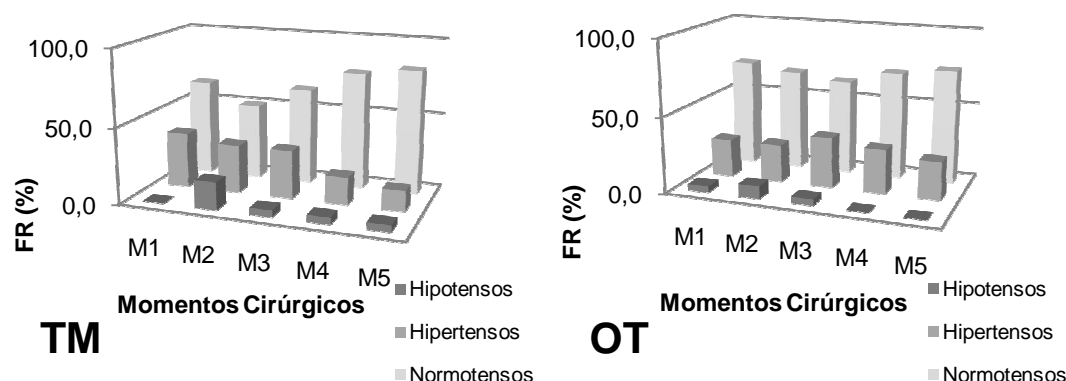 100,0
50,0
0,0
FR (%)
M1 M2 M3 M4 M5
Momentos Cirúrgicos
TM
Hipotensos
Hipertensos
Normotensos
100,0
50,0
0,0
FR (%)
M1 M2 M3 M4 M5
Momentos Cirúrgicos
OT
Hipotensos
Hipertensos
Normotensos